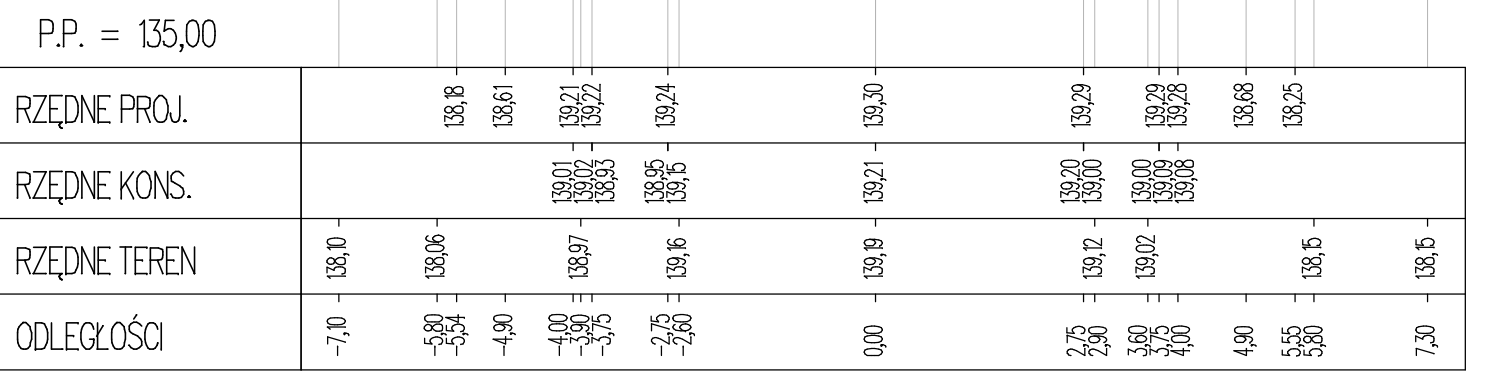 P.P. = 135,00
RZĘDNE PROJ. 138,18 138,61 139,21 139,22 139,24 139,30 139,29 139,29 139,28 138,68 138,25
RZĘDNE KONS. 139,01 139,02 138,93 138,95 139,15 139,21 139,20 139,00 139,00 139,09 139,08
RZĘDNE TEREN 138,10 138,06 138,97 139,16 139,19 139,12 139,02 138,15 138,15
ODLEGŁOŚCI -7,10 -5,80 -5,54 -4,90 -4,00 -3,90 -3,75 -2,75 -2,60 0,00 2,75 2,90 3,60 3,75 4,00 4,90 5,55 5,80 7,30